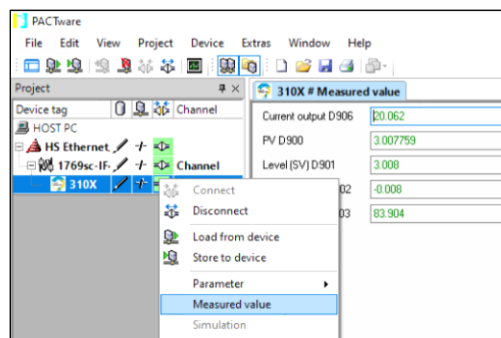 PACTware
File Edit View Project Device Extras Window Help
Project
310X # Measured value
Device tag Channel
HOST PC
HS Ethernet
1769sc-IF- Channel
310X
Current output D906 20.062
PV D900 3.007759
Level (SV) D901 3.008
02 -0.008
03 83.904
Connect
Disconnect
Load from device
Store to device
Parameter
Measured value
Simulation